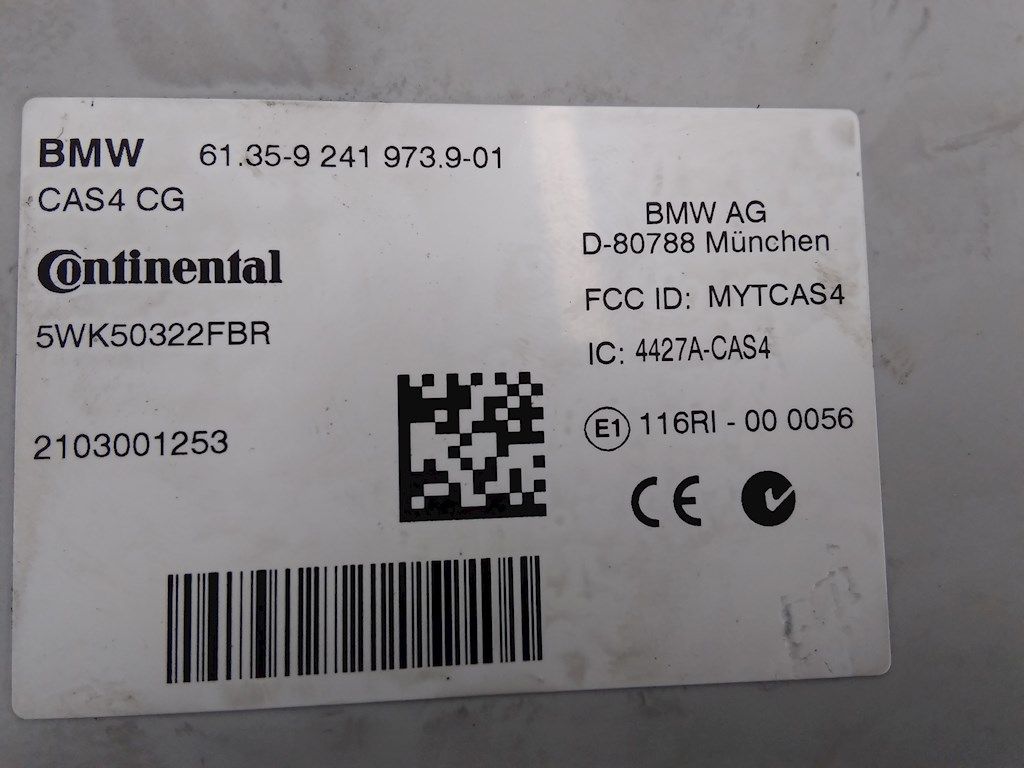 BMW 61.35-9 241 973.9-01
CAS4 CG
Continental
5WK50322FBR
2103001253
BMW AG
D-80788 München
FCC ID: MYTCAS4
IC: 4427A-CAS4
E1 116RI - 00 0056
CE